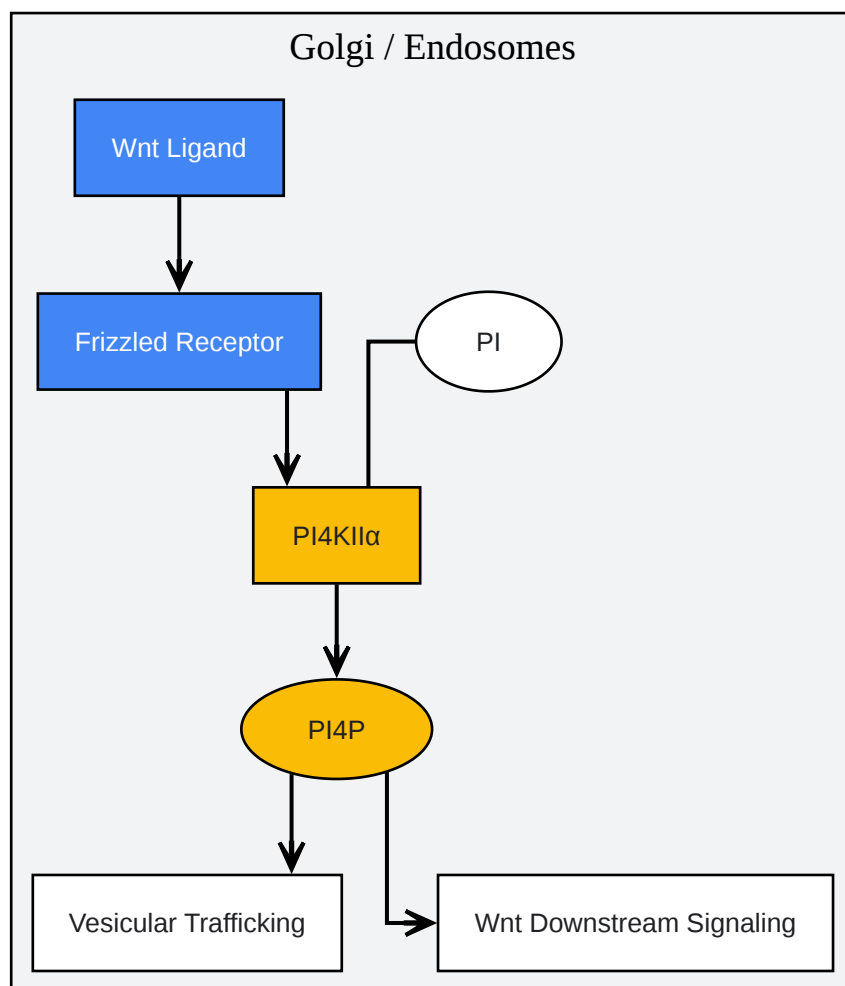 Golgi / Endosomes
Wnt Ligand
Frizzled Receptor
PI
PI4KIIα
PI4P
Vesicular Trafficking
Wnt Downstream Signaling